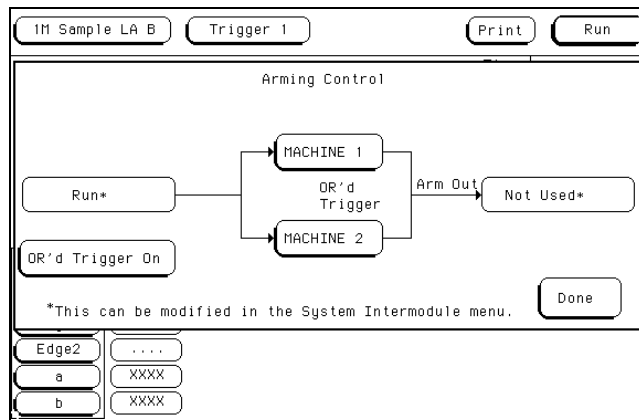 1M Sample LA B
Trigger 1
Print
Run
Arming Control
MACHINE 1
Run*
OR'd
Trigger
Arm Out
Not Used*
MACHINE 2
OR'd Trigger On
Done
*This can be modified in the System Intermodule menu.
Edge2
....
a
XXXX
b
XXXX